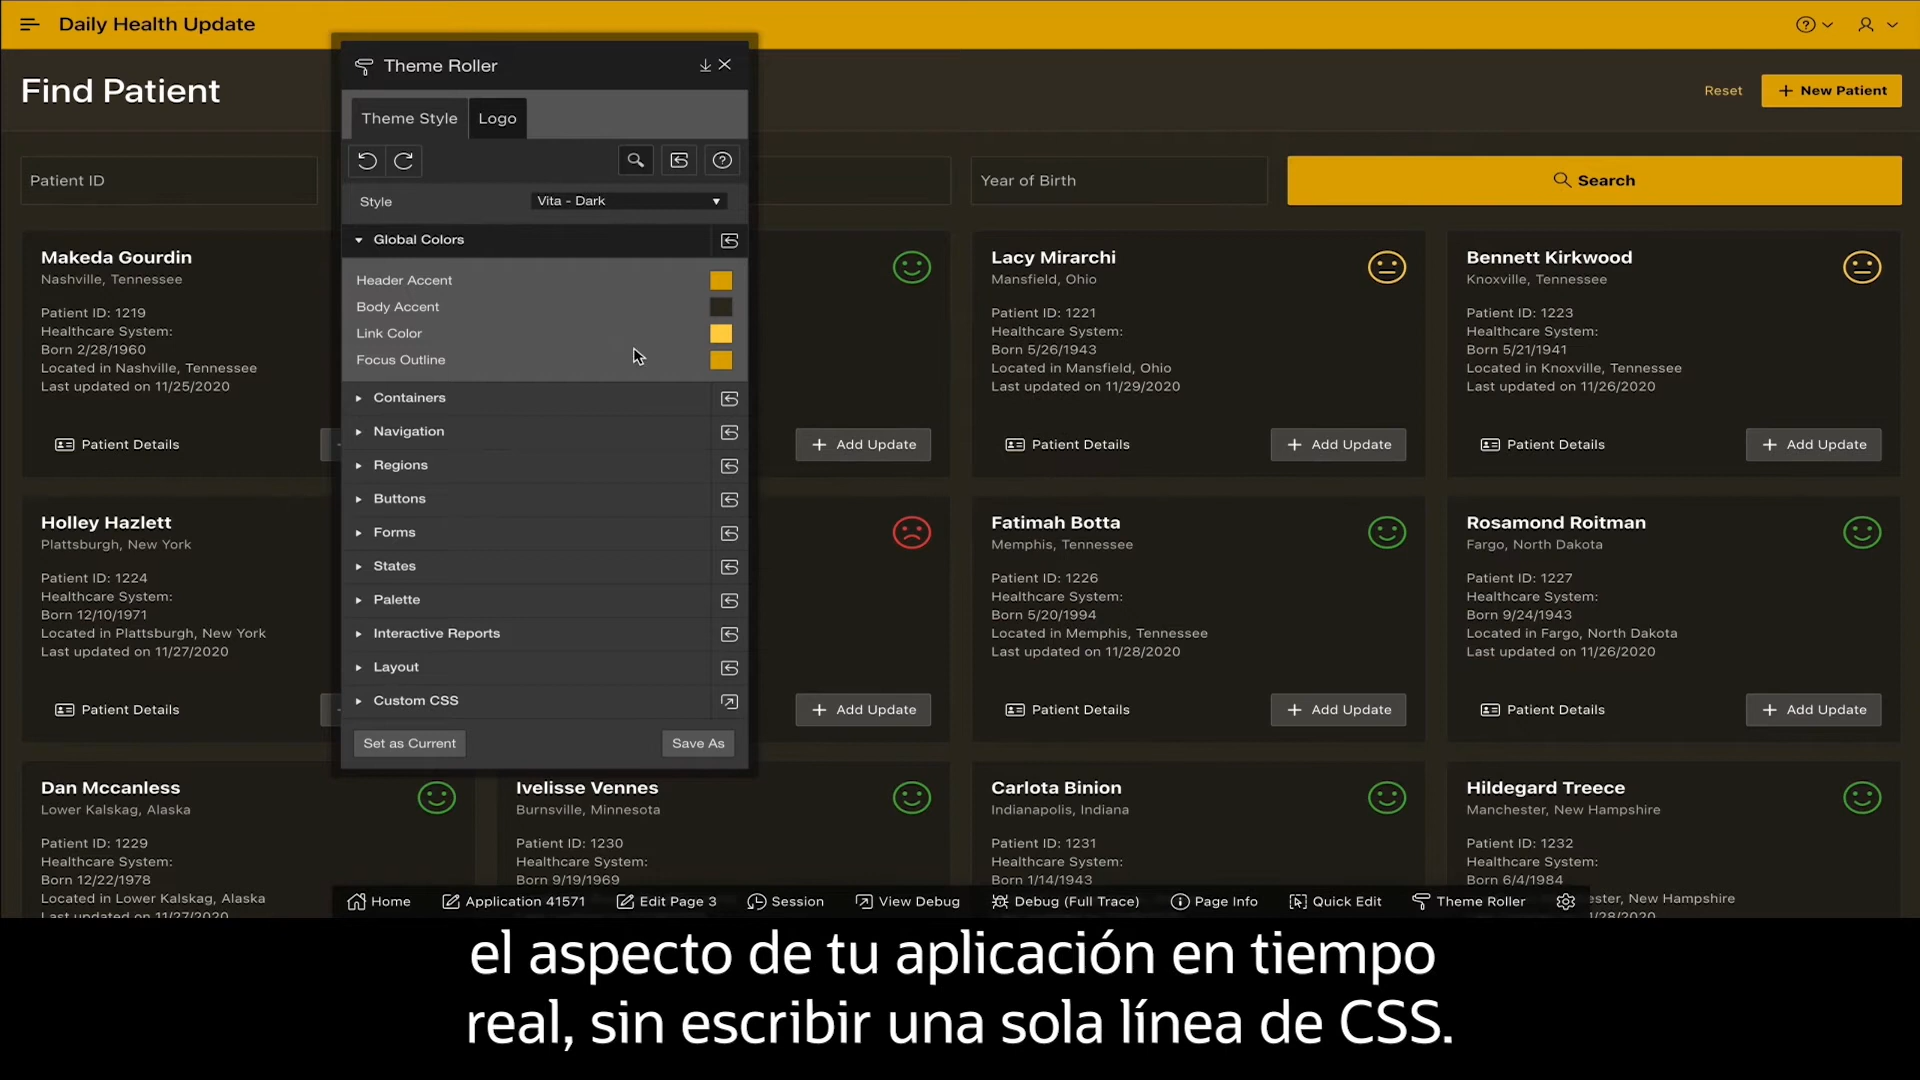 Daily Health Update
Find Patient
Reset
New Patient
Patient ID
Year of Birth
Search
Theme Roller
Theme Style
Logo
Style
Vita - Dark
Global Colors
Header Accent
Body Accent
Link Color
Focus Outline
Containers
Navigation
Regions
Buttons
Forms
States
Palette
Interactive Reports
Layout
Custom CSS
Set as Current
Save As
Makeda Gourdin
Nashville, Tennessee
Patient ID: 1219
Healthcare System:
Born 2/28/1960
Located in Nashville, Tennessee
Last updated on 11/25/2020
Patient Details
Add Update
Lacy Mirarchi
Mansfield, Ohio
Patient ID: 1221
Healthcare System:
Born 5/26/1943
Located in Mansfield, Ohio
Last updated on 11/29/2020
Patient Details
Add Update
Bennett Kirkwood
Knoxville, Tennessee
Patient ID: 1223
Healthcare System:
Born 5/21/1941
Located in Knoxville, Tennessee
Last updated on 11/26/2020
Patient Details
Add Update
Holley Hazlett
Plattsburgh, New York
Patient ID: 1224
Healthcare System:
Born 12/10/1971
Located in Plattsburgh, New York
Last updated on 11/27/2020
Patient Details
Add Update
Fatimah Botta
Memphis, Tennessee
Patient ID: 1226
Healthcare System:
Born 5/20/1994
Located in Memphis, Tennessee
Last updated on 11/28/2020
Patient Details
Add Update
Rosamond Roitman
Fargo, North Dakota
Patient ID: 1227
Healthcare System:
Born 9/24/1943
Located in Fargo, North Dakota
Last updated on 11/26/2020
Patient Details
Add Update
Dan Mccanless
Lower Kalskag, Alaska
Patient ID: 1229
Healthcare System:
Born 12/22/1978
Located in Lower Kalskag, Alaska
Last updated on 11/27/2020
Ivelisse Vennes
Burnsville, Minnesota
Patient ID: 1230
Healthcare System:
Born 9/19/1969
Carlota Binion
Indianapolis, Indiana
Patient ID: 1231
Healthcare System:
Born 1/14/1943
Hildegard Treece
Manchester, New Hampshire
Patient ID: 1232
Healthcare System:
Born 6/4/1984
ester, New Hampshire
/28/2020
Home
Application 41571
Edit Page 3
Session
View Debug
Debug (Full Trace)
Page Info
Quick Edit
Theme Roller
el aspecto de tu aplicación en tiempo
real, sin escribir una sola línea de CSS.